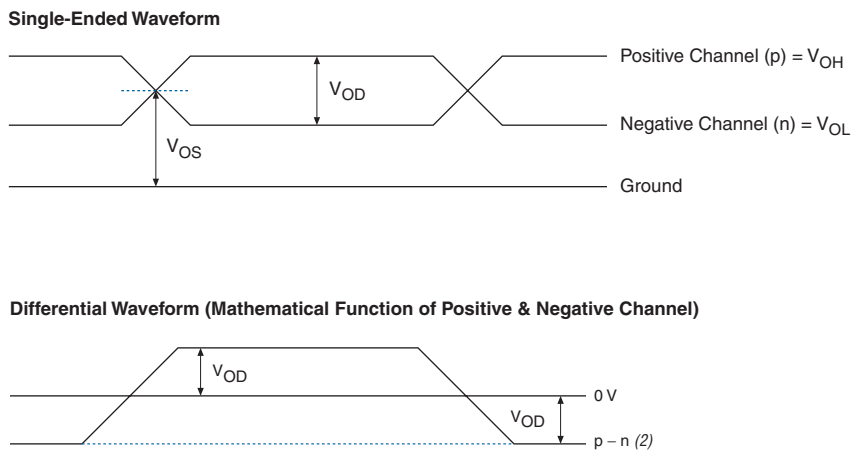 Single-Ended Waveform
Positive Channel (p) = VOH
VOD
Negative Channel (n) = VOL
VOS
Ground
Differential Waveform (Mathematical Function of Positive & Negative Channel)
VOD
0 V
VOD
p – n (2)